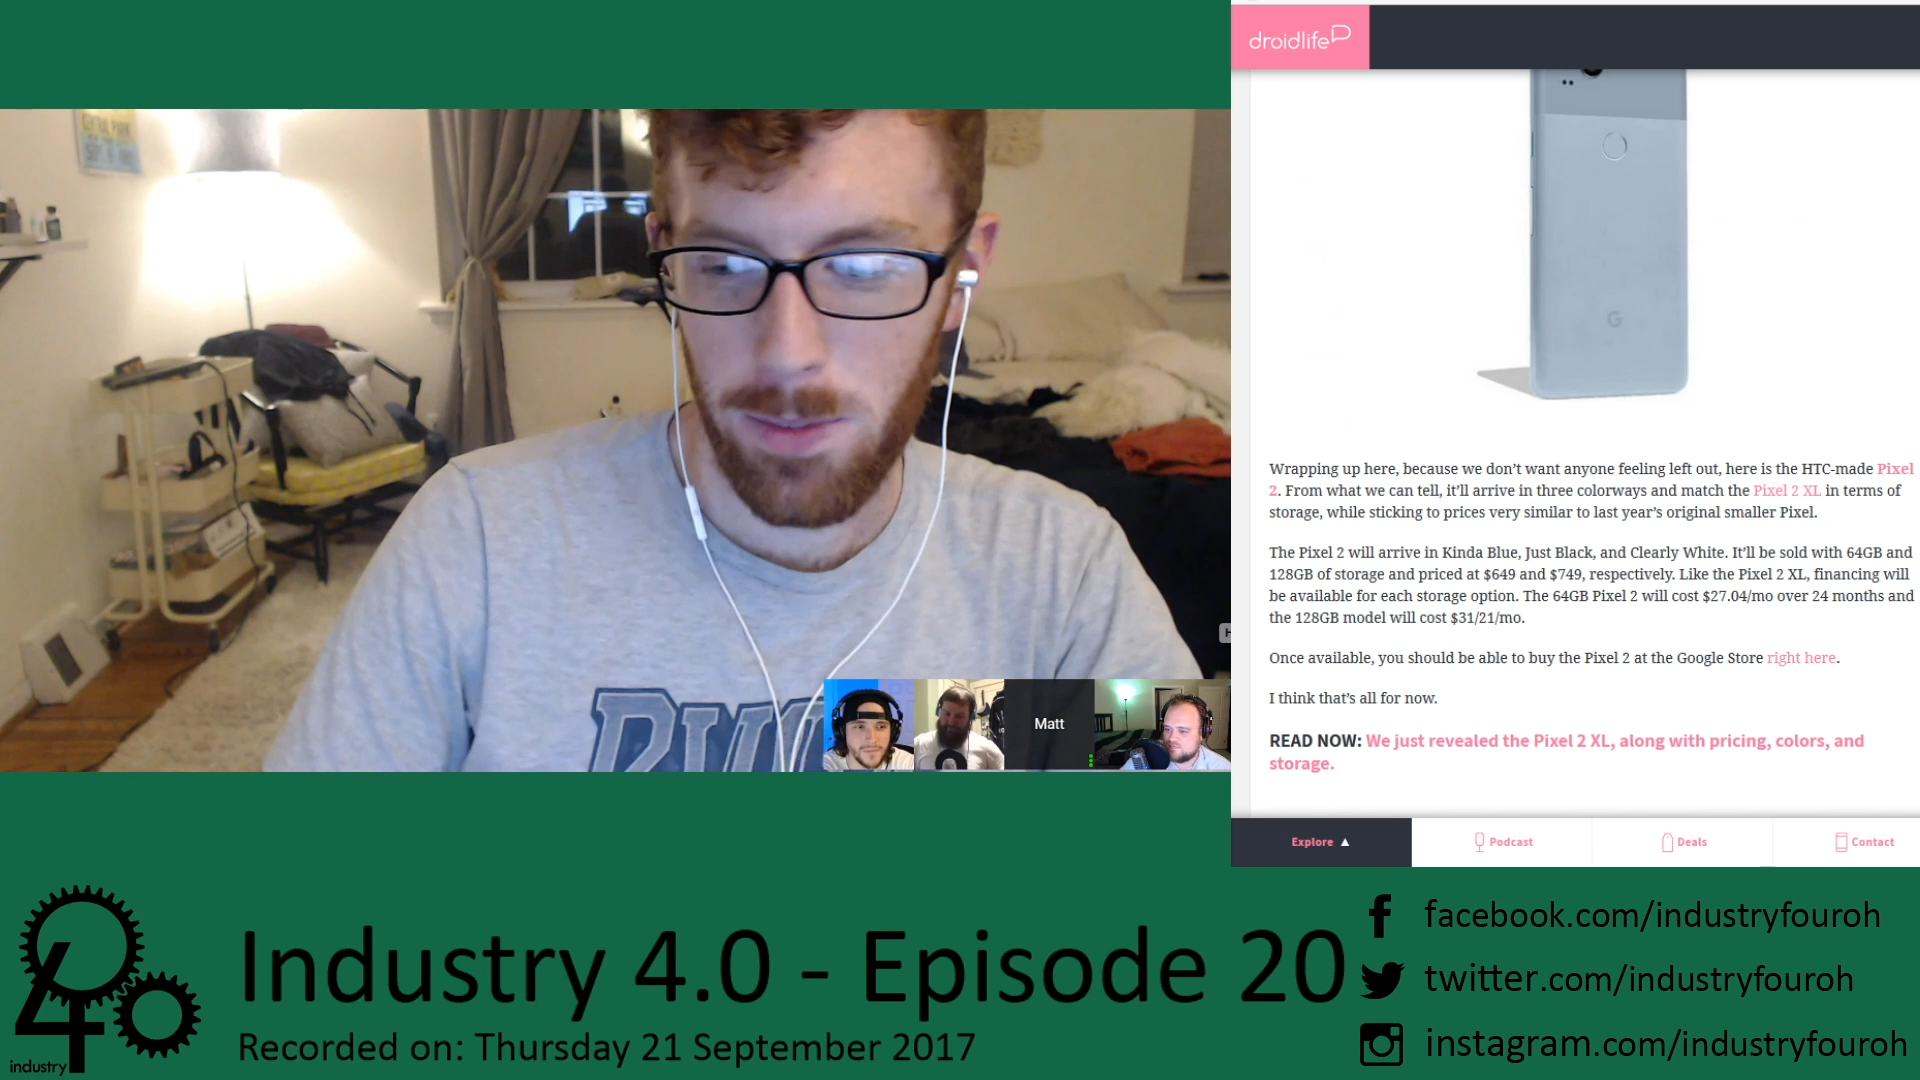 droidlife
Wrapping up here, because we don't want anyone feeling left out, here is the HTC-made Pixel
2. From what we can tell, it'll arrive in three colorways and match the Pixel 2 XL in terms of
storage, while sticking to prices very similar to last year's original smaller Pixel.
The Pixel 2 will arrive in Kinda Blue, Just Black, and Clearly White. It'll be sold with 64GB and
128GB of storage and priced at $649 and $749, respectively. Like the Pixel 2 XL, financing will
be available for each storage option. The 64GB Pixel 2 will cost $27.04/mo over 24 months and
the 128GB model will cost $31/21/mo.
Once available, you should be able to buy the Pixel 2 at the Google Store right here.
I think that's all for now.
READ NOW: We just revealed the Pixel 2 XL, along with pricing, colors, and
storage.
Explore ▲
Podcast
Deals
Contact
G
Matt
40
industry
Industry 4.0 - Episode 20
Recorded on: Thursday 21 September 2017
facebook.com/industryfouroh
twitter.com/industryfouroh
instagram.com/industryfouroh